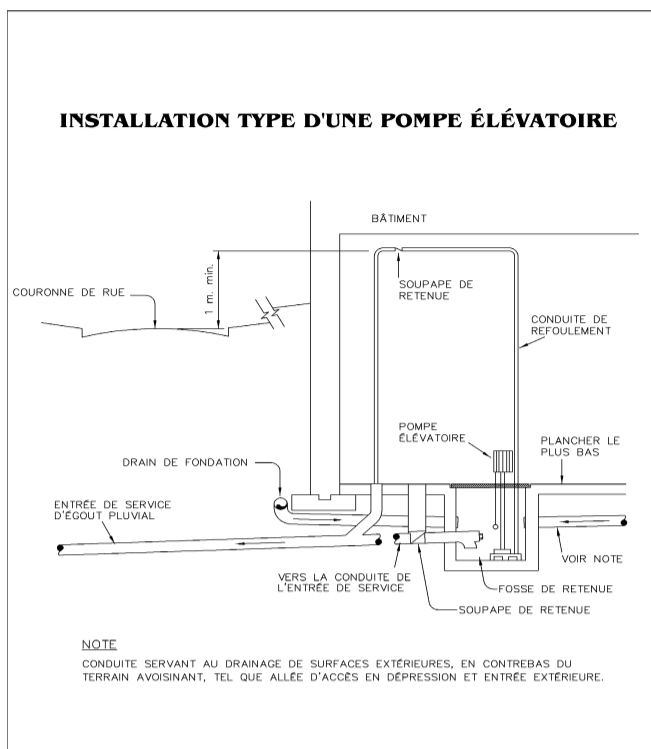 INSTALLATION TYPE D'UNE POMPE ÉLÉVATOIRE
BÂTIMENT
1 m. min.
SOUPAPE DE
RETENUE
COURONNE DE RUE
CONDUITE DE
REFOULEMENT
POMPE
ÉLÉVATOIRE
PLANCHER LE
PLUS BAS
DRAIN DE FONDATION
ENTRÉE DE SERVICE
D'ÉGOUT PLUVIAL
VOIR NOTE
VERS LA CONDUITE DE
L'ENTRÉE DE SERVICE
FOSSE DE RETENUE
SOUPAPE DE RETENUE
NOTE
CONDUITE SERVANT AU DRAINAGE DE SURFACES EXTÉRIEURES, EN CONTREBAS DU
TERRAIN AVOISINANT, TEL QUE ALLÉE D'ACCÈS EN DÉPRESSION ET ENTRÉE EXTÉRIEURE.